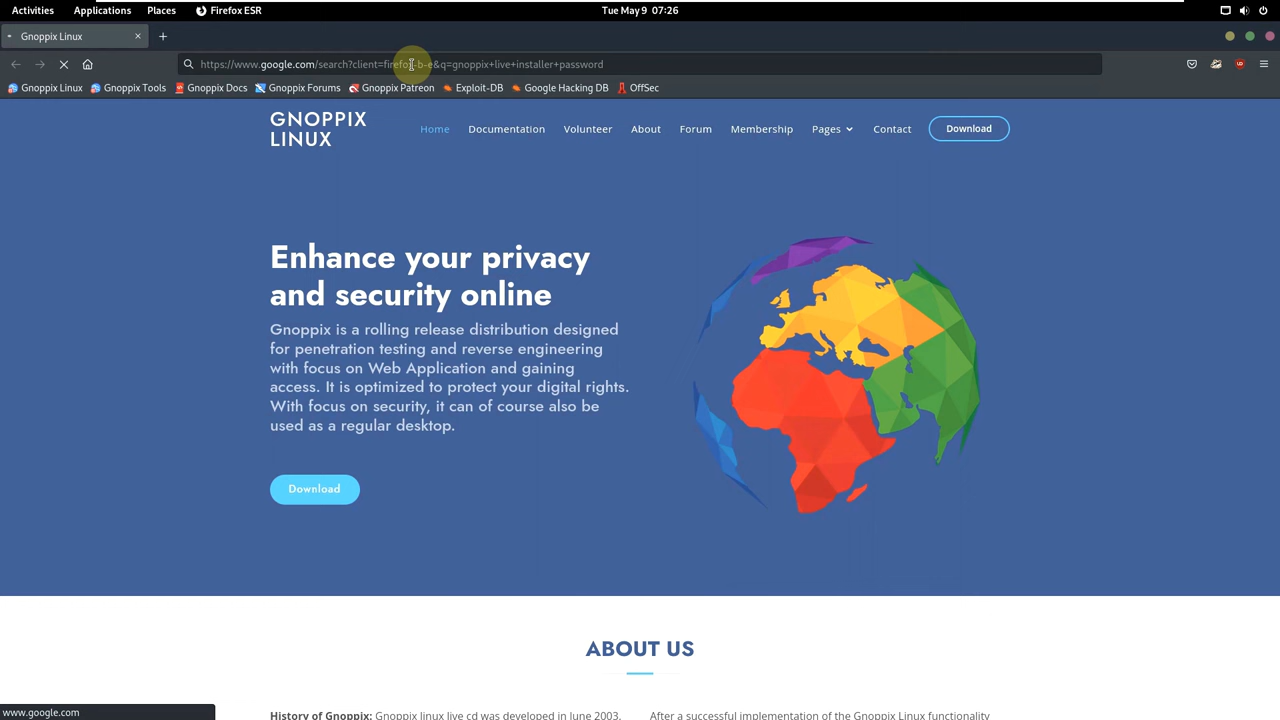 Activities Applications Places Firefox ESR Tue May 9 07:26
Gnoppix Linux
https://www.google.com/search?client=firefox-b-e&q=gnoppix+live+installer+password
Gnoppix Linux Gnoppix Tools Gnoppix Docs Gnoppix Forums Gnoppix Patreon Exploit-DB Google Hacking DB OffSec
GNOPPIX
LINUX
Home Documentation Volunteer About Forum Membership Pages Contact Download
Enhance your privacy
and security online
Gnoppix is a rolling release distribution designed
for penetration testing and reverse engineering
with focus on Web Application and gaining
access. It is optimized to protect your digital rights.
With focus on security, it can of course also be
used as a regular desktop.
Download
ABOUT US
History of Gnoppix: Gnoppix linux live cd was developed in June 2003.
After a successful implementation of the Gnoppix Linux functionality
www.google.com